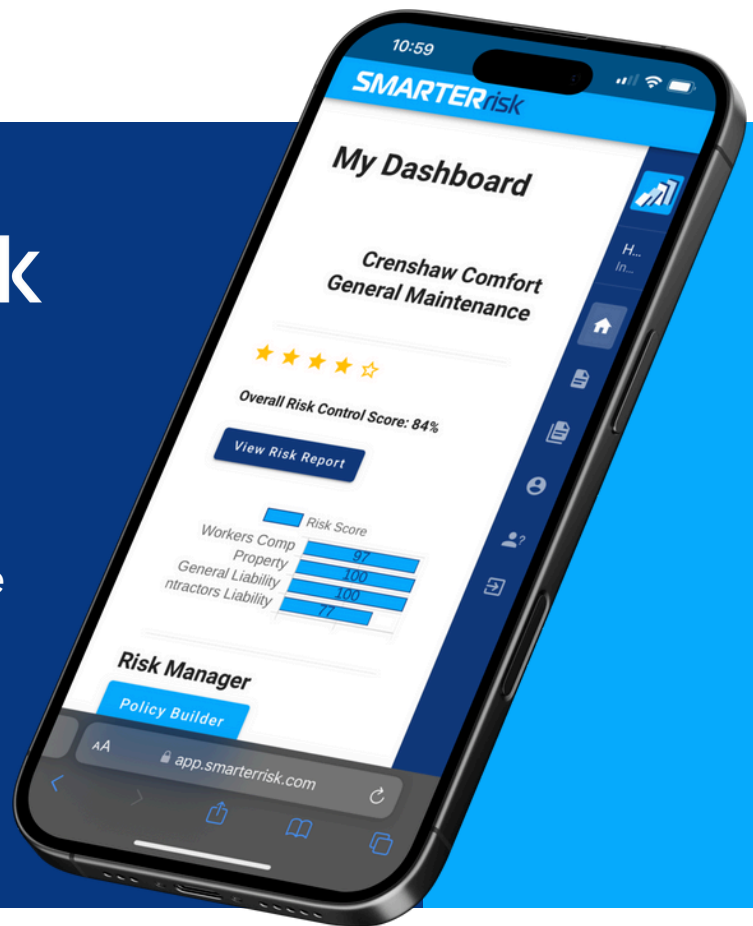 k
e
10:59
SMARTERrisk
My Dashboard
H...
In...
Crenshaw Comfort
General Maintenance
Overall Risk Control Score: 84%
View Risk Report
Risk Score
Workers Comp 97
Property 100
General Liability 100
ntractors Liability 77
Risk Manager
Policy Builder
AA app.smarterrisk.com